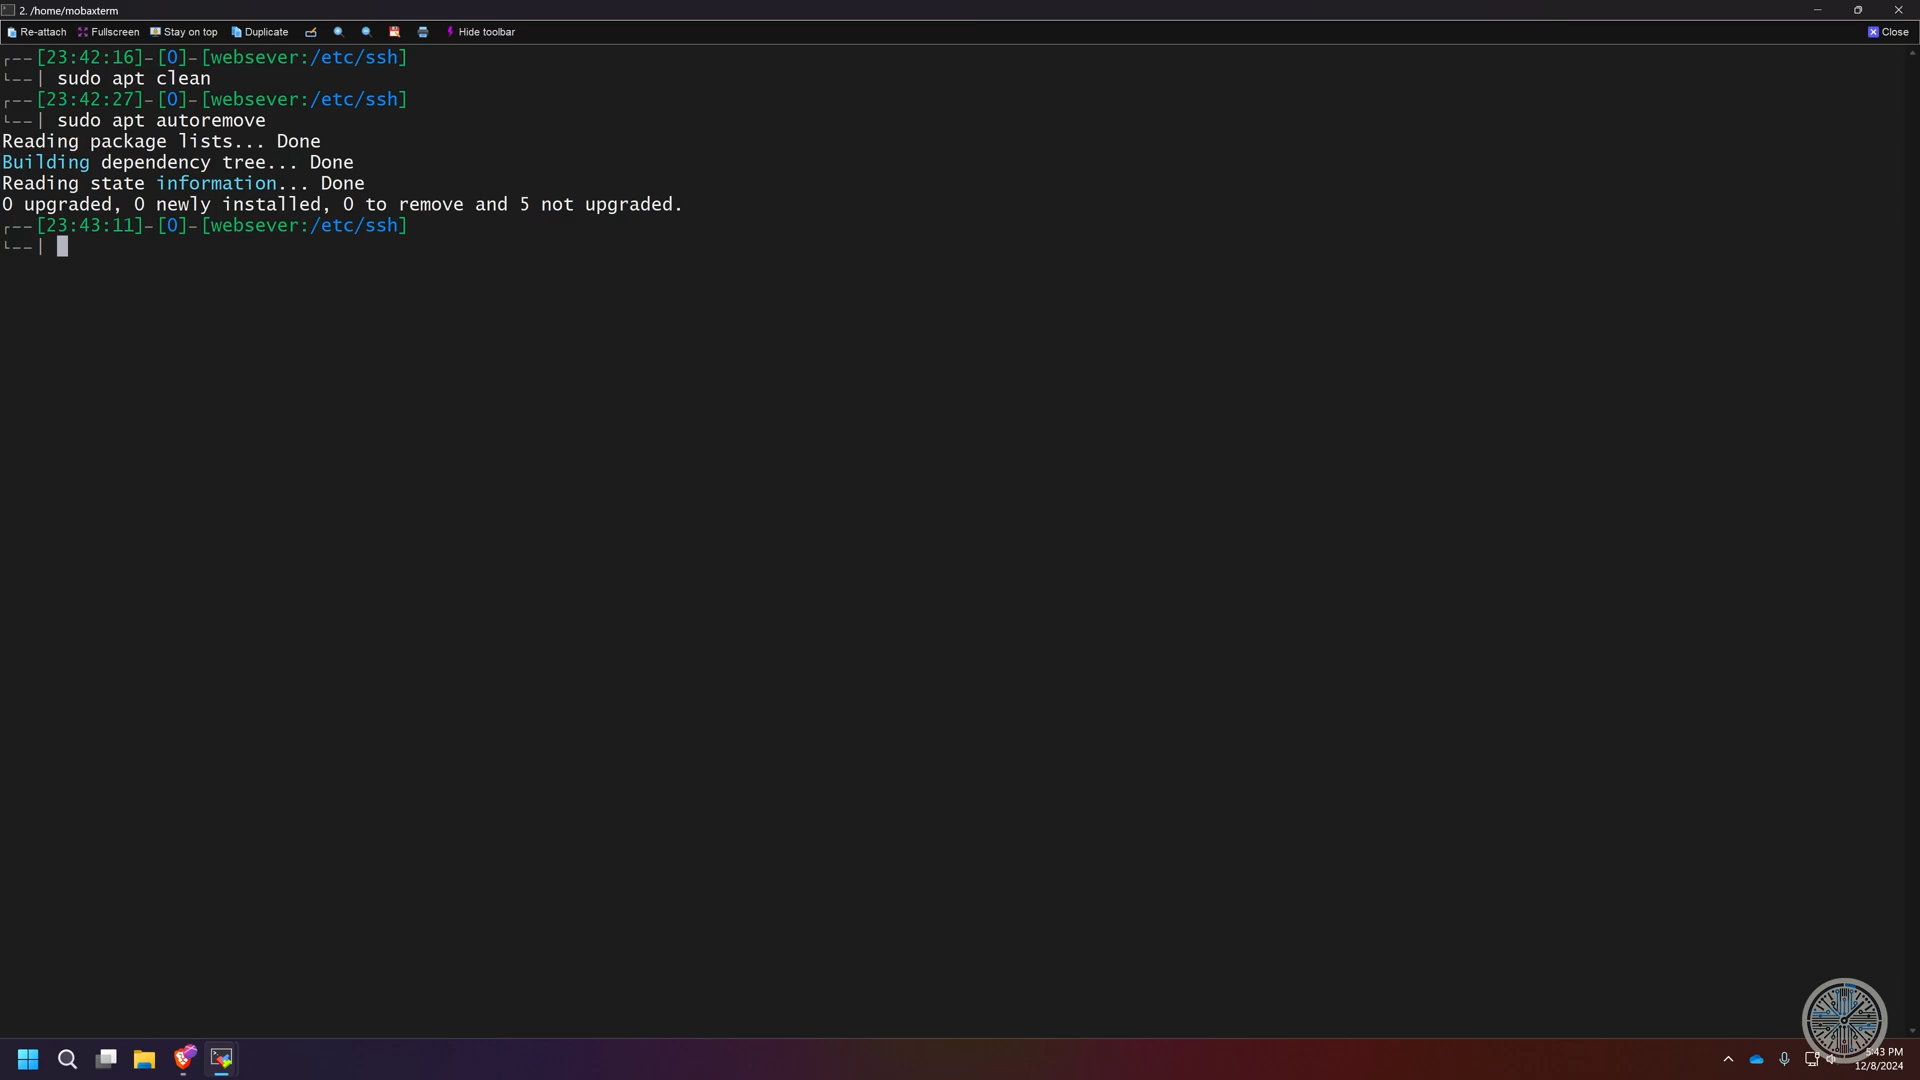 2. /home/mobaxterm
Re-attach Fullscreen Stay on top Duplicate Hide toolbar Close
┌──[23:42:16]-[0]-[websever:/etc/ssh]
└──| sudo apt clean
┌──[23:42:27]-[0]-[websever:/etc/ssh]
└──| sudo apt autoremove
Reading package lists... Done
Building dependency tree... Done
Reading state information... Done
0 upgraded, 0 newly installed, 0 to remove and 5 not upgraded.
┌──[23:43:11]-[0]-[websever:/etc/ssh]
└──|
5:43 PM
12/8/2024